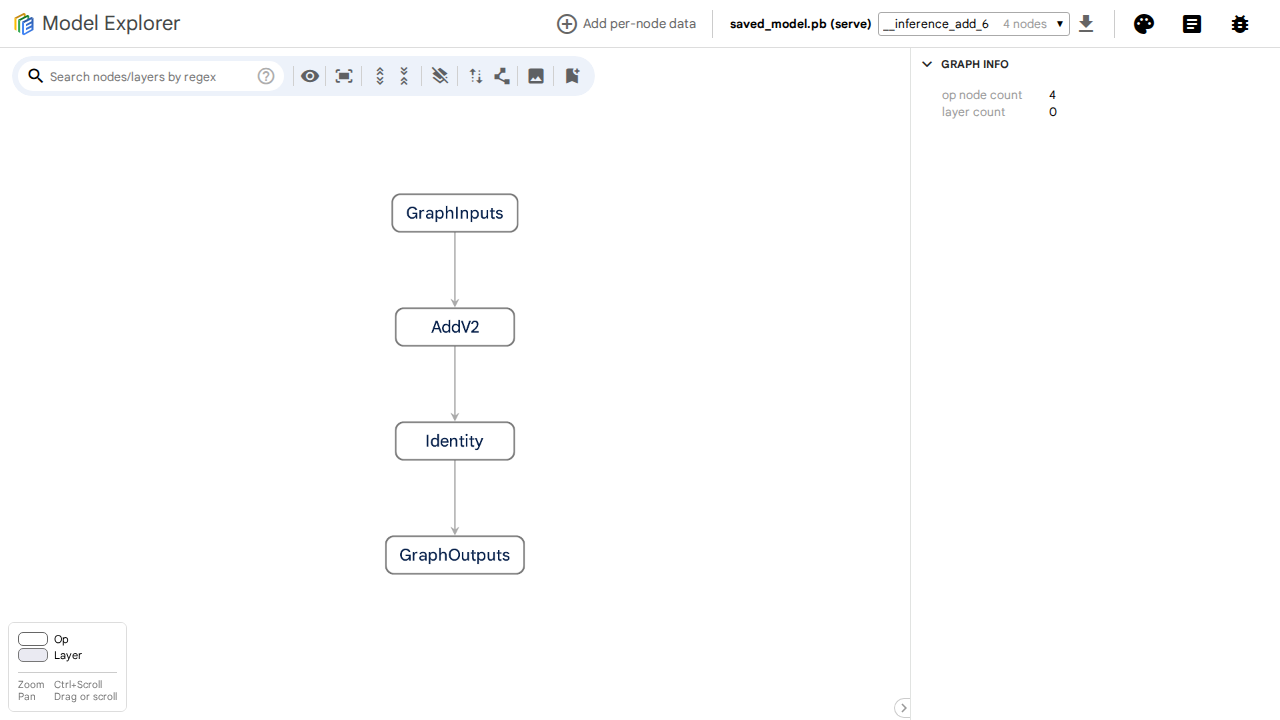 Model Explorer
Add per-node data
saved_model.pb (serve)
__inference_add_6 4 nodes
Search nodes/layers by regex
GRAPH INFO
op node count 4
layer count 0
GraphInputs
AddV2
Identity
GraphOutputs
Op
Layer
Zoom Ctrl+Scroll
Pan Drag or scroll